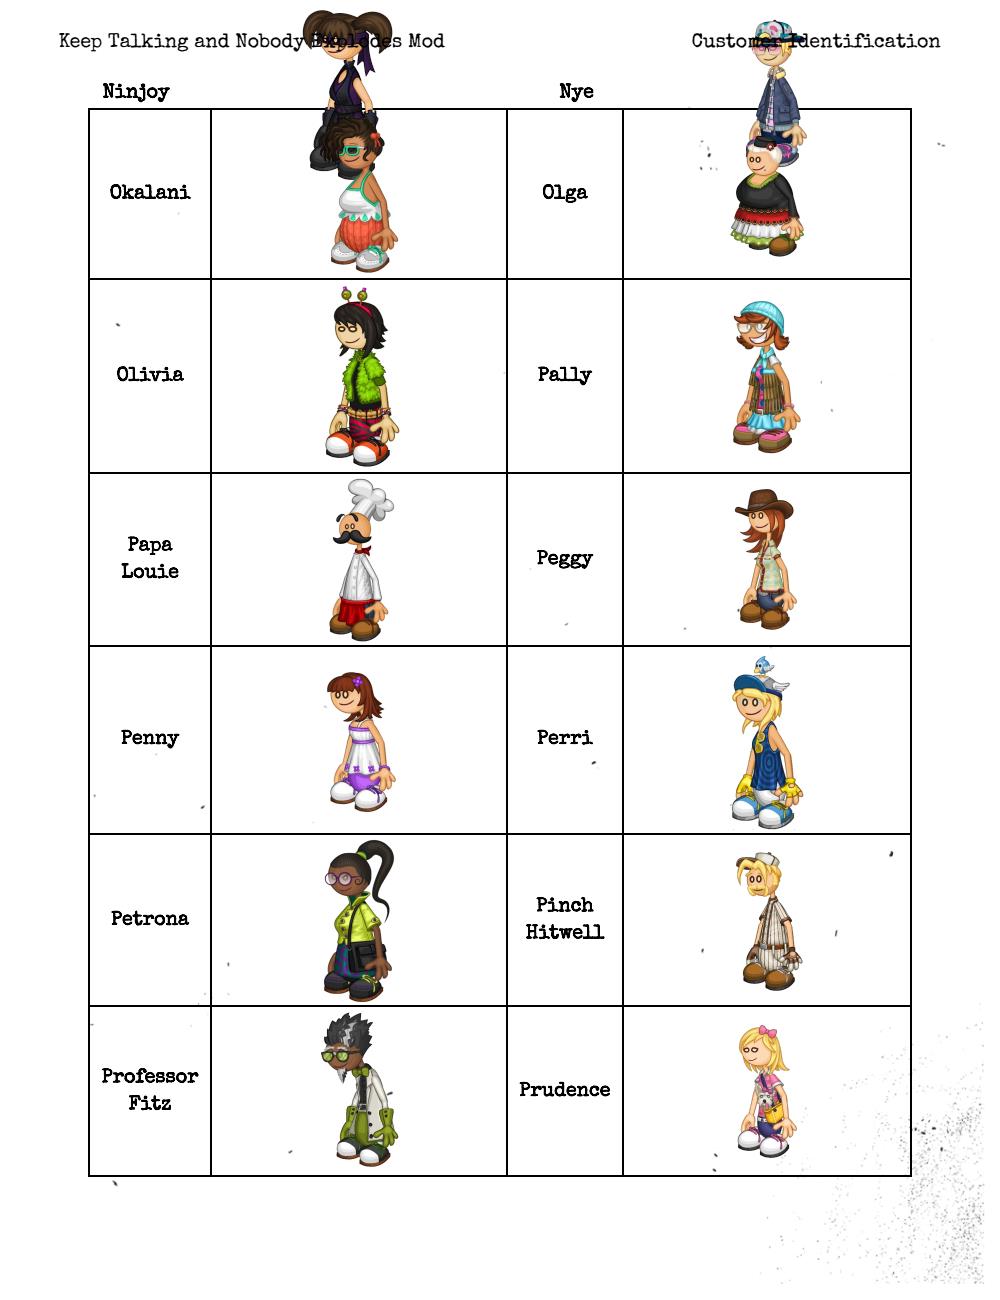 Keep Talking and Nobody Explodes Mod
Customer Identification
Ninjoy
Nye
Okalani
Olga
Olivia
Pally
Papa
Louie
Peggy
Penny
Perri
Petrona
Pinch
Hitwell
Professor
Fitz
Prudence